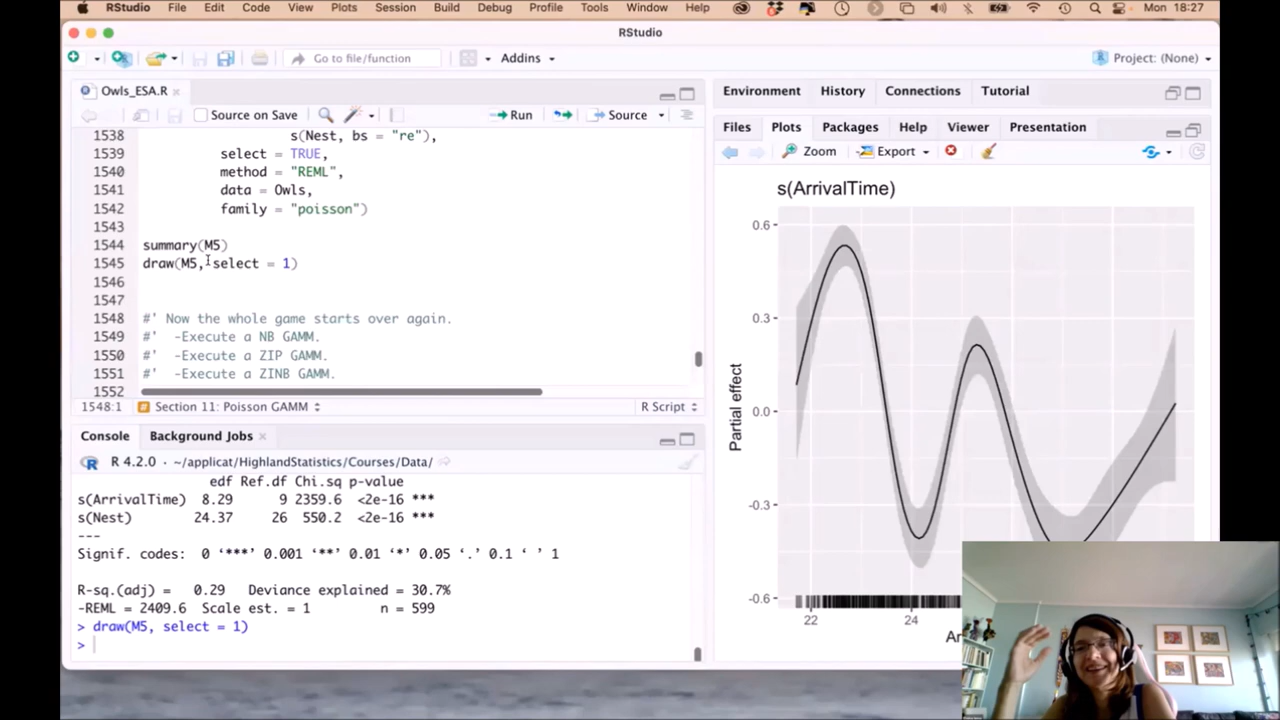 RStudio File Edit Code View Plots Session Build Debug Profile Tools Window Help Mon 18:27
RStudio
Go to file/function Addins Project: (None)
Owls_ESA.R
Source on Save Run Source
1538 s(Nest, bs = "re"),
1539 select = TRUE,
1540 method = "REML",
1541 data = Owls,
1542 family = "poisson")
1543
1544 summary(M5)
1545 draw(M5, select = 1)
1546
1547
1548 #' Now the whole game starts over again.
1549 #' -Execute a NB GAMM.
1550 #' -Execute a ZIP GAMM.
1551 #' -Execute a ZINB GAMM.
1552
1548:1 Section 11: Poisson GAMM R Script
Console Background Jobs
R 4.2.0 · ~/applicat/HighlandStatistics/Courses/Data/
edf Ref.df Chi.sq p-value
s(ArrivalTime) 8.29 9 2359.6 <2e-16 ***
s(Nest) 24.37 26 550.2 <2e-16 ***
---
Signif. codes: 0 ‘***’ 0.001 ‘**’ 0.01 ‘*’ 0.05 ‘.’ 0.1 ‘ ’ 1
R-sq.(adj) = 0.29 Deviance explained = 30.7%
-REML = 2409.6 Scale est. = 1 n = 599
> draw(M5, select = 1)
>
Environment History Connections Tutorial
Files Plots Packages Help Viewer Presentation
Zoom Export
s(ArrivalTime)
Partial effect
0.6
0.3
0.0
-0.3
-0.6
22 24
Ar